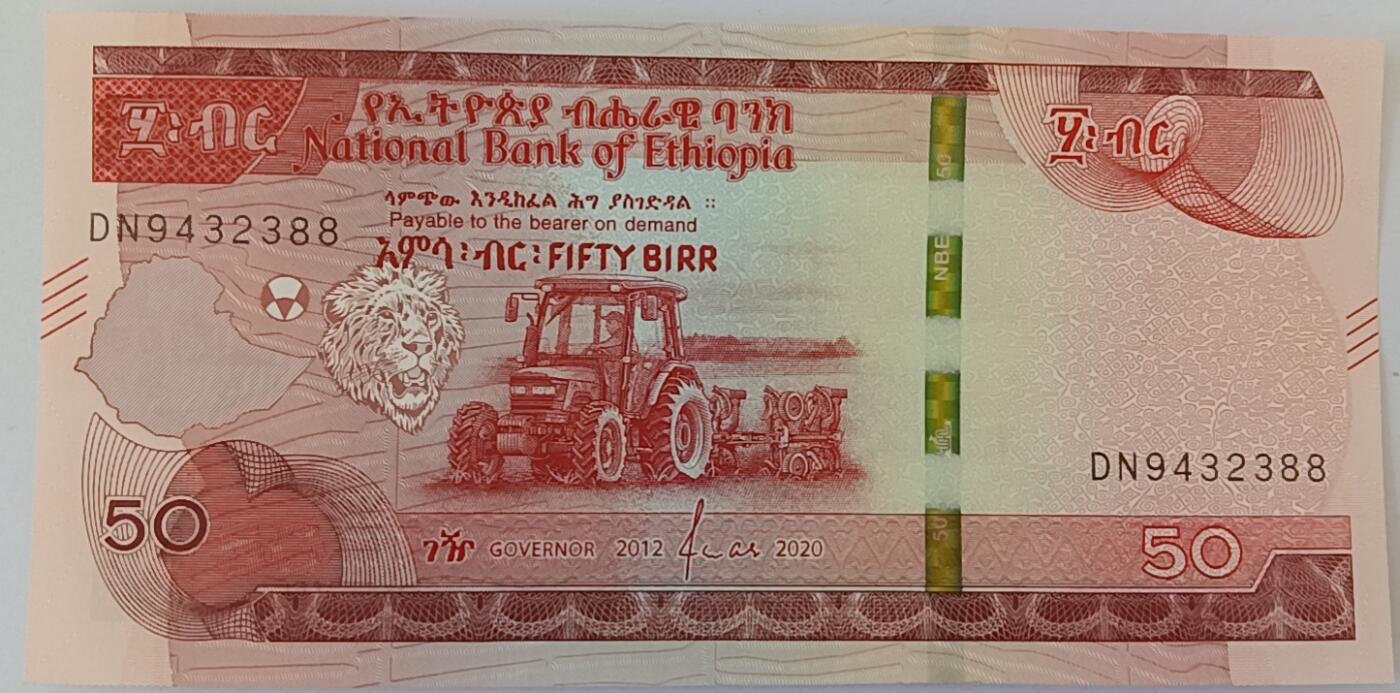 ፶፡ብር
የኢትዮጵያ ብሔራዊ ባንክ
National Bank of Ethiopia
፶፡ብር
ላምጭው እንዲከፈል ሕግ ያስገድዳል ።
Payable to the bearer on demand
አምሳ፡ብር፡FIFTY BIRR
DN9432388
50
NBE
DN9432388
50
50
ገዥ GOVERNOR 2012 2020
50